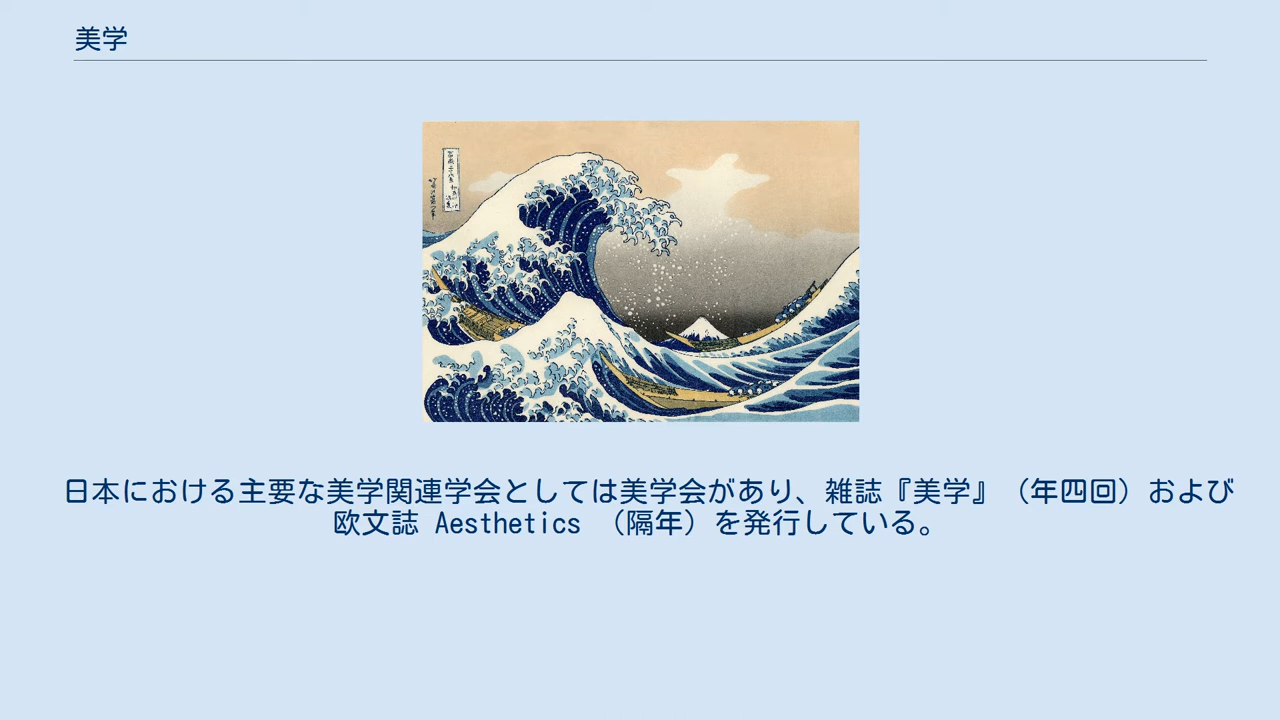 美学
日本における主要な美学関連学会としては美学会があり、雑誌『美学』（年四回）および
欧文誌 Aesthetics （隔年）を発行している。